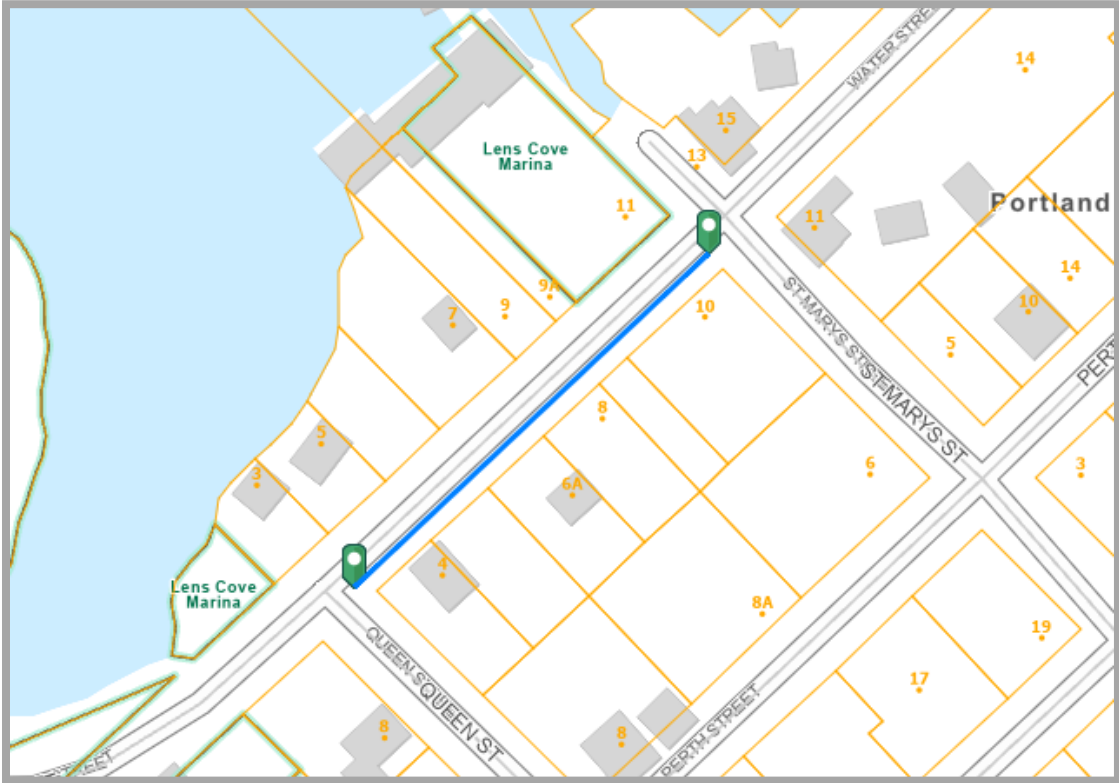 WATER STREE
14
15
Lens Cove
Marina
13
11
11
Portland
9A
9
7
10
14
10
5
ST MARYS ST
ST MARYS ST
PERT
8
5
3
6A
6
3
4
Lens Cove
Marina
8A
19
17
QUEEN S
QUEEN ST
8
8
PERTH STREET
STREET